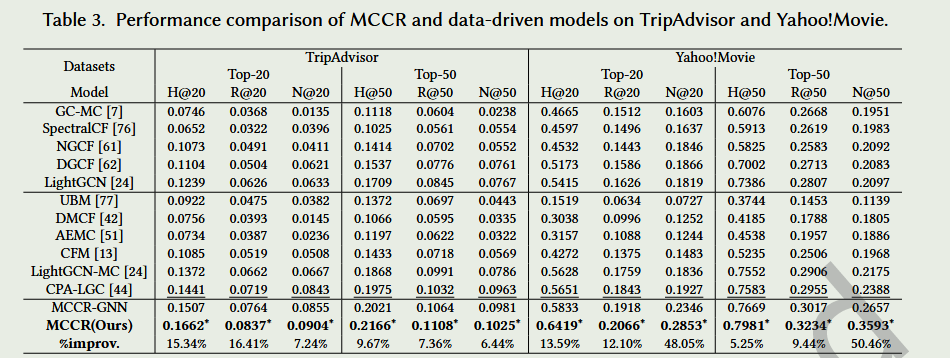 Table 3. Performance comparison of MCCR and data-driven models on TripAdvisor and Yahoo!Movie.
Datasets TripAdvisor Yahoo!Movie
Top-20 Top-50 Top-20 Top-50
Model H@20 R@20 N@20 H@50 R@50 N@50 H@20 R@20 N@20 H@50 R@50 N@50
GC-MC [7] 0.0746 0.0368 0.0135 0.1118 0.0604 0.0238 0.4665 0.1512 0.1603 0.6076 0.2668 0.1951
SpectralCF [76] 0.0652 0.0322 0.0396 0.1025 0.0561 0.0554 0.4597 0.1496 0.1637 0.5913 0.2619 0.1983
NGCF [61] 0.1073 0.0491 0.0411 0.1414 0.0702 0.0552 0.4532 0.1443 0.1846 0.5825 0.2583 0.2092
DGCF [62] 0.1104 0.0504 0.0621 0.1537 0.0776 0.0761 0.5173 0.1586 0.1866 0.7002 0.2713 0.2083
LightGCN [24] 0.1239 0.0626 0.0633 0.1709 0.0845 0.0767 0.5415 0.1626 0.1819 0.7386 0.2807 0.2097
UBM [77] 0.0922 0.0475 0.0382 0.1372 0.0697 0.0443 0.1519 0.0634 0.0727 0.3744 0.1453 0.1139
DMCF [42] 0.0756 0.0393 0.0145 0.1066 0.0595 0.0335 0.3038 0.0996 0.1252 0.4185 0.1788 0.1805
AEMC [51] 0.0734 0.0387 0.0236 0.1197 0.0622 0.0322 0.3157 0.1088 0.1244 0.4538 0.1957 0.1886
CFM [13] 0.1085 0.0519 0.0508 0.1433 0.0718 0.0569 0.4272 0.1375 0.1483 0.5235 0.2506 0.1968
LightGCN-MC [24] 0.1372 0.0662 0.0667 0.1868 0.0991 0.0786 0.5628 0.1759 0.1836 0.7552 0.2906 0.2175
CPA-LGC [44] 0.1441 0.0719 0.0843 0.1975 0.1032 0.0963 0.5651 0.1843 0.1927 0.7583 0.2955 0.2388
MCCR-GNN 0.1507 0.0764 0.0855 0.2021 0.1064 0.0981 0.5833 0.1918 0.2346 0.7669 0.3017 0.2657
MCCR(Ours) 0.1662* 0.0837* 0.0904* 0.2166* 0.1108* 0.1025* 0.6419* 0.2066* 0.2853* 0.7981* 0.3234* 0.3593*
%improv. 15.34% 16.41% 7.24% 9.67% 7.36% 6.44% 13.59% 12.10% 48.05% 5.25% 9.44% 50.46%